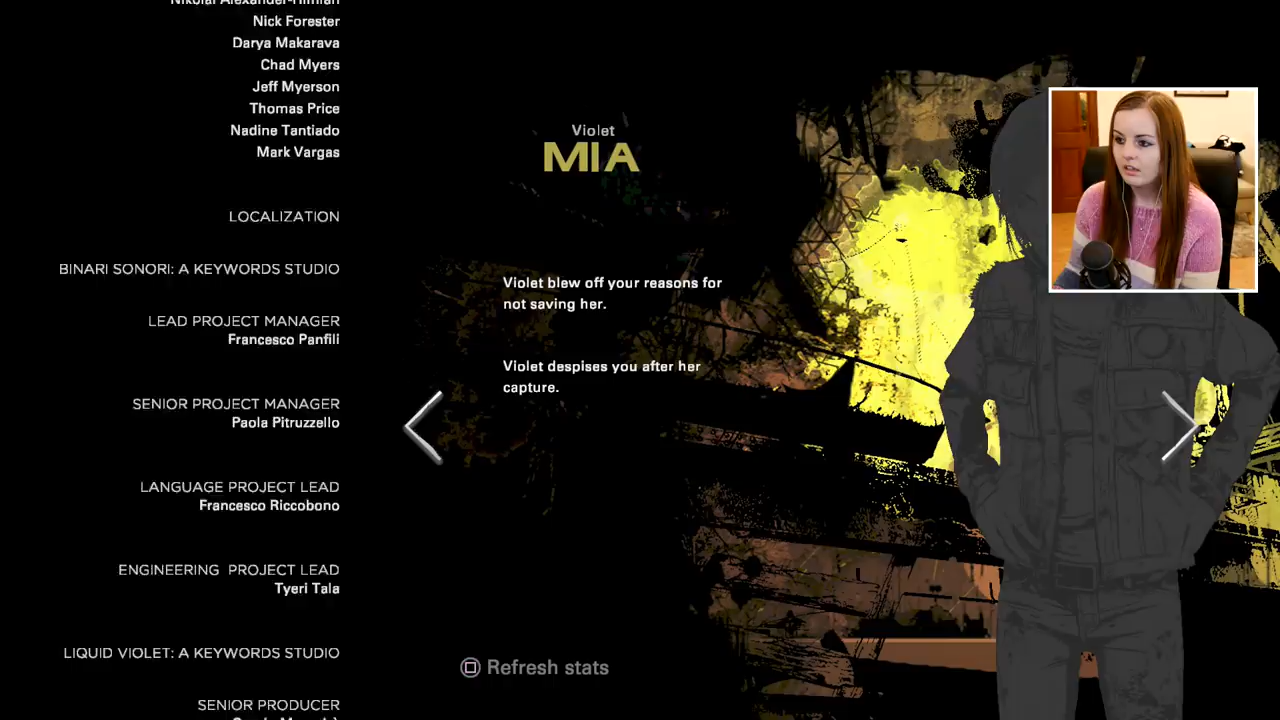 Nikolai Alexander-Himlan
Nick Forester
Darya Makarava
Chad Myers
Jeff Myerson
Thomas Price
Nadine Tantiado
Mark Vargas
LOCALIZATION
BINARI SONORI: A KEYWORDS STUDIO
LEAD PROJECT MANAGER
Francesco Panfili
SENIOR PROJECT MANAGER
Paola Pitruzzello
LANGUAGE PROJECT LEAD
Francesco Riccobono
ENGINEERING PROJECT LEAD
Tyeri Tala
LIQUID VIOLET: A KEYWORDS STUDIO
SENIOR PRODUCER
Violet
MIA
Violet blew off your reasons for
not saving her.
Violet despises you after her
capture.
Refresh stats